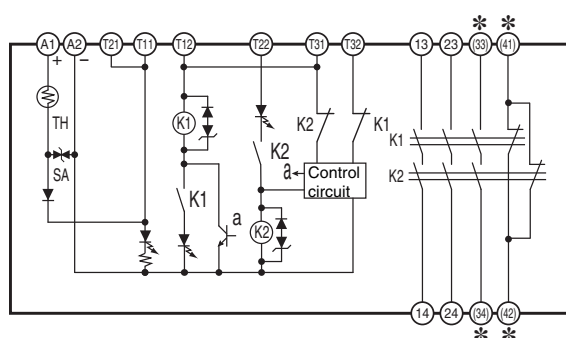 A1 A2 T21 T11 T12 T22 T31 T32 13 23 (33) (41)
* *
+ −
TH
SA
K1
K1
a
K2
K2
K2
K1
a
Control
circuit
K1
K2
14 24 (34) (42)
* *